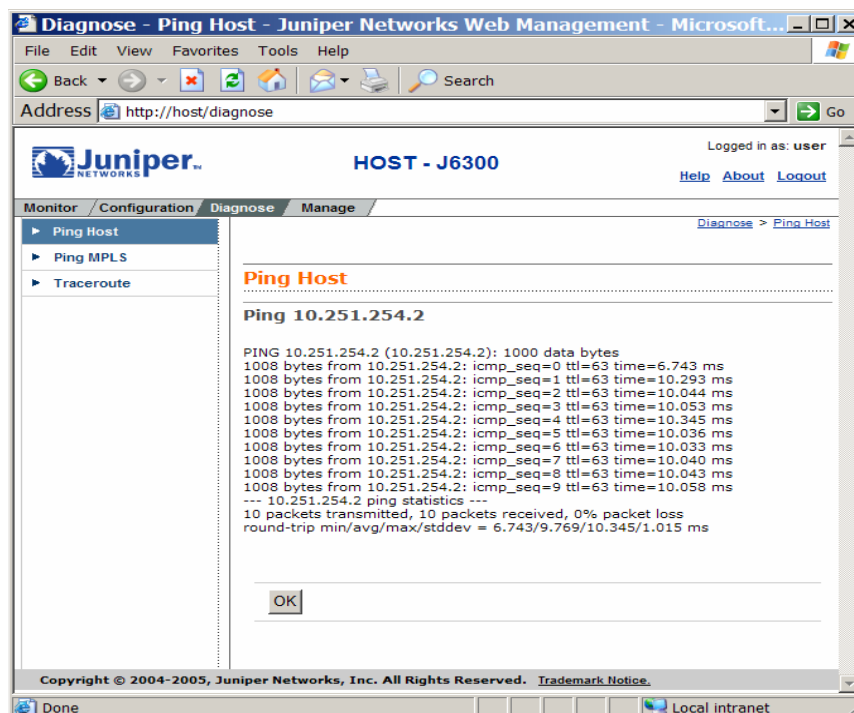 Diagnose - Ping Host - Juniper Networks Web Management - Microsoft...
File Edit View Favorites Tools Help
Back Search
Address http://host/diagnose Go
Juniper
NETWORKS
TM
HOST - J6300
Logged in as: user
Help About Logout
Monitor Configuration Diagnose Manage
Diagnose > Ping Host
Ping Host
Ping MPLS
Traceroute
Ping Host
Ping 10.251.254.2
PING 10.251.254.2 (10.251.254.2): 1000 data bytes
1008 bytes from 10.251.254.2: icmp_seq=0 ttl=63 time=6.743 ms
1008 bytes from 10.251.254.2: icmp_seq=1 ttl=63 time=10.293 ms
1008 bytes from 10.251.254.2: icmp_seq=2 ttl=63 time=10.044 ms
1008 bytes from 10.251.254.2: icmp_seq=3 ttl=63 time=10.053 ms
1008 bytes from 10.251.254.2: icmp_seq=4 ttl=63 time=10.345 ms
1008 bytes from 10.251.254.2: icmp_seq=5 ttl=63 time=10.036 ms
1008 bytes from 10.251.254.2: icmp_seq=6 ttl=63 time=10.033 ms
1008 bytes from 10.251.254.2: icmp_seq=7 ttl=63 time=10.040 ms
1008 bytes from 10.251.254.2: icmp_seq=8 ttl=63 time=10.043 ms
1008 bytes from 10.251.254.2: icmp_seq=9 ttl=63 time=10.058 ms
--- 10.251.254.2 ping statistics ---
10 packets transmitted, 10 packets received, 0% packet loss
round-trip min/avg/max/stddev = 6.743/9.769/10.345/1.015 ms
OK
Copyright © 2004-2005, Juniper Networks, Inc. All Rights Reserved. Trademark Notice.
Done Local intranet